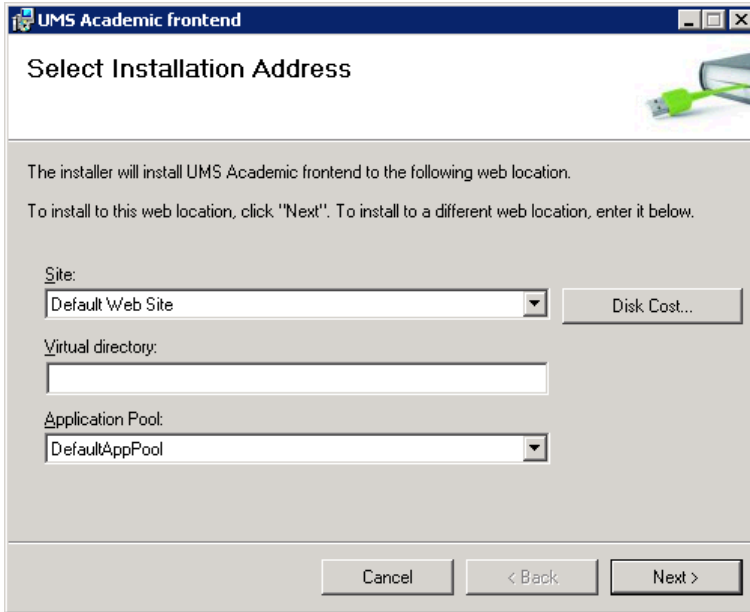 UMS Academic frontend
Select Installation Address
The installer will install UMS Academic frontend to the following web location.
To install to this web location, click "Next". To install to a different web location, enter it below.
Site:
Default Web Site
Disk Cost...
Virtual directory:
Application Pool:
DefaultAppPool
Cancel
< Back
Next >